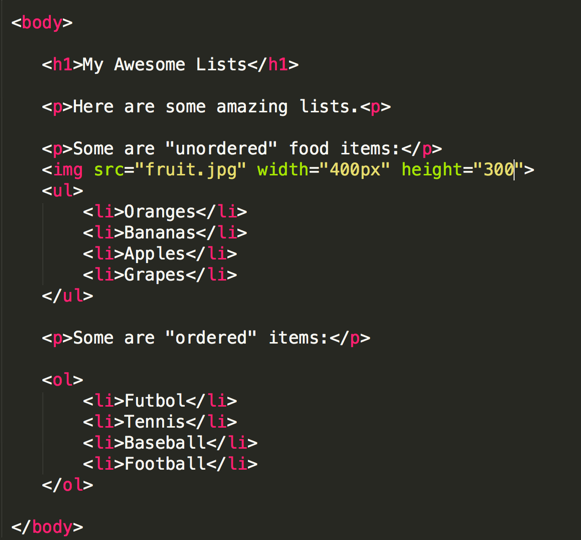 <body>
<h1>My Awesome Lists</h1>
<p>Here are some amazing lists.<p>
<p>Some are "unordered" food items:</p>
<img src="fruit.jpg" width="400px" height="300">
<ul>
<li>Oranges</li>
<li>Bananas</li>
<li>Apples</li>
<li>Grapes</li>
</ul>
<p>Some are "ordered" items:</p>
<ol>
<li>Futbol</li>
<li>Tennis</li>
<li>Baseball</li>
<li>Football</li>
</ol>
</body>